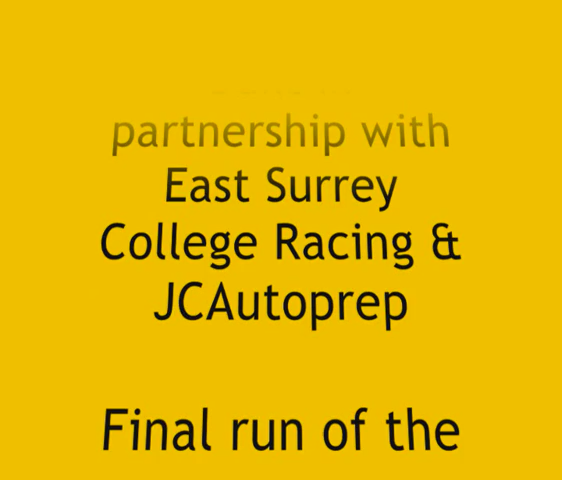 partnership with
East Surrey
College Racing &
JCAutoprep
Final run of the